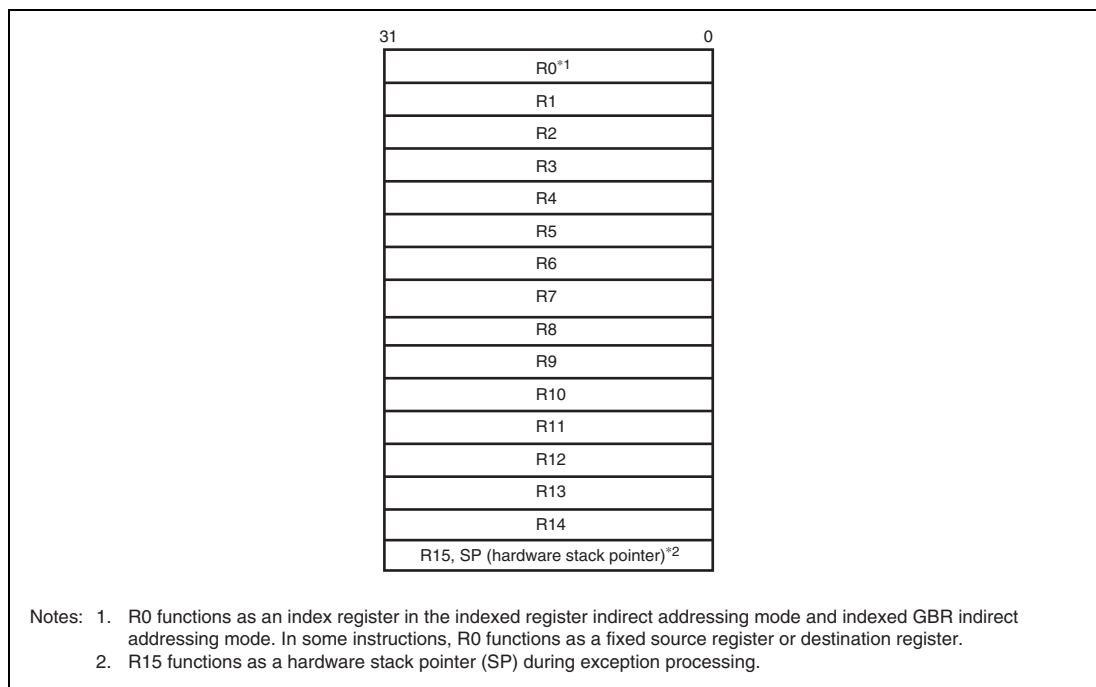 31 0
R0*1
R1
R2
R3
R4
R5
R6
R7
R8
R9
R10
R11
R12
R13
R14
R15, SP (hardware stack pointer)*2
Notes: 1. R0 functions as an index register in the indexed register indirect addressing mode and indexed GBR indirect
addressing mode. In some instructions, R0 functions as a fixed source register or destination register.
2. R15 functions as a hardware stack pointer (SP) during exception processing.